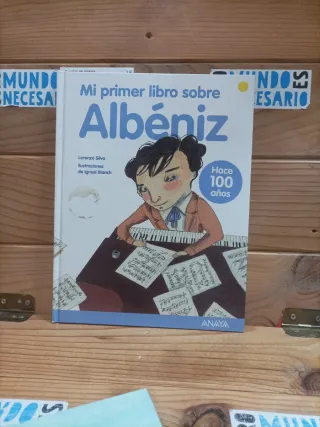 MUNDO
NECESARIO
MUNDO ES
NECESARIO
Mi primer libro sobre
Albéniz
Lorenzo Silva
Ilustraciones
de Ignasi Blanch
Hace
100
años
ANAYA
MUNDO